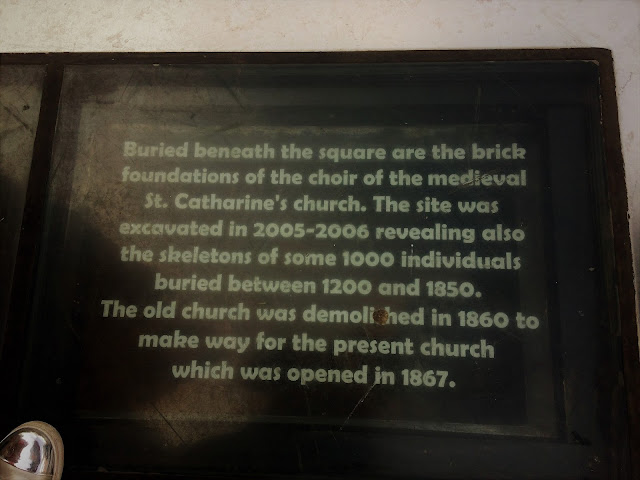 Buried beneath the square are the brick
foundations of the choir of the medieval
St. Catharine's church. The site was
excavated in 2005-2006 revealing also
the skeletons of some 1000 individuals
buried between 1200 and 1850.
The old church was demolished in 1860 to
make way for the present church
which was opened in 1867.